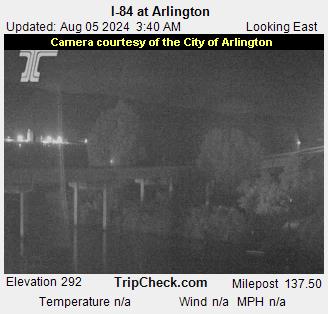 I-84 at Arlington
Updated: Aug 05 2024 3:40 AM Looking East
Camera courtesy of the City of Arlington
Elevation 292 TripCheck.com Milepost 137.50
Temperature n/a Wind n/a MPH n/a